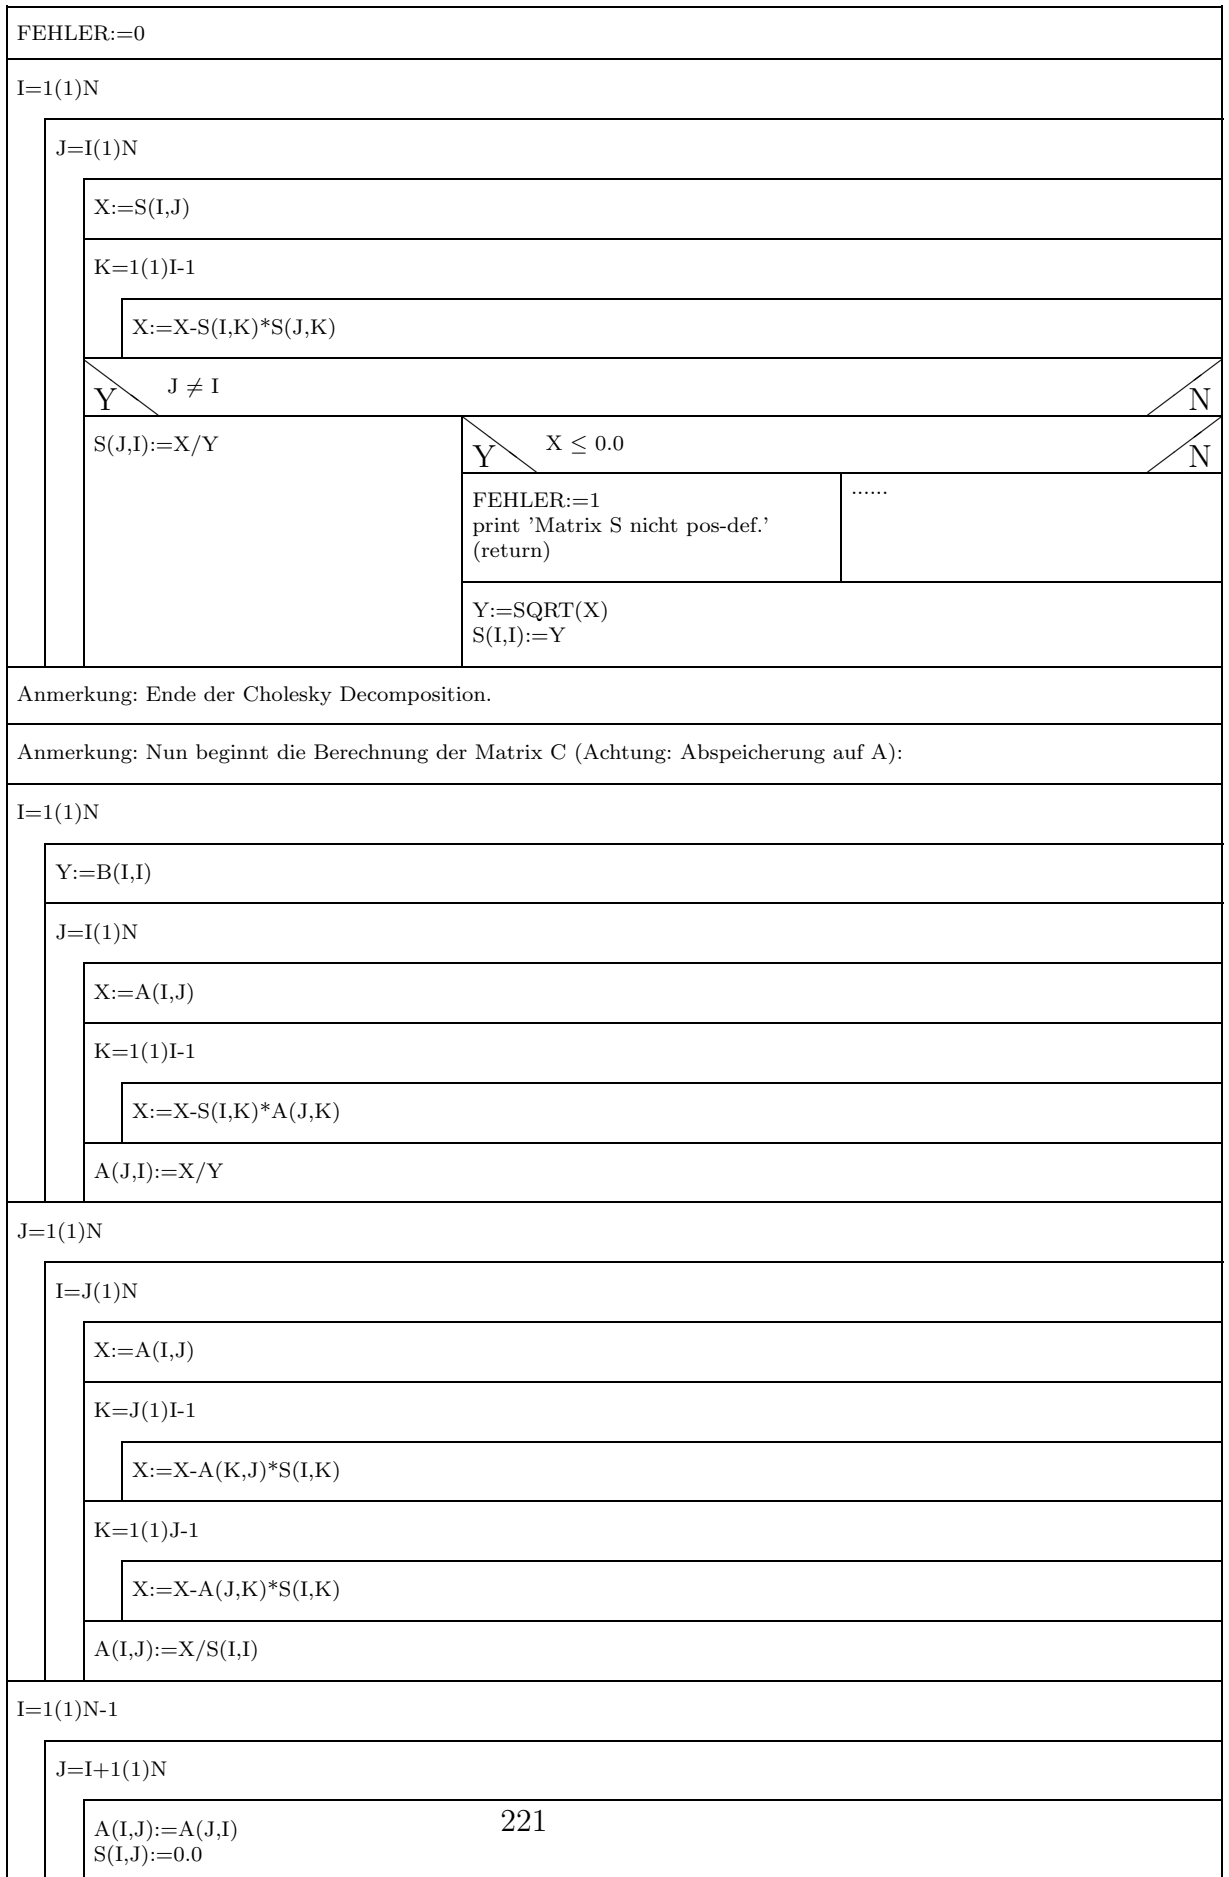 FEHLER:=0
I=1(1)N
J=I(1)N
X:=S(I,J)
K=1(1)I-1
X:=X-S(I,K)*S(J,K)
Y J ≠ I N
S(J,I):=X/Y
Y X ≤ 0.0 N
FEHLER:=1
print 'Matrix S nicht pos-def.'
(return)
......
Y:=SQRT(X)
S(I,I):=Y
Anmerkung: Ende der Cholesky Decomposition.
Anmerkung: Nun beginnt die Berechnung der Matrix C (Achtung: Abspeicherung auf A):
I=1(1)N
Y:=B(I,I)
J=I(1)N
X:=A(I,J)
K=1(1)I-1
X:=X-S(I,K)*A(J,K)
A(J,I):=X/Y
J=1(1)N
I=J(1)N
X:=A(I,J)
K=J(1)I-1
X:=X-A(K,J)*S(I,K)
K=1(1)J-1
X:=X-A(J,K)*S(I,K)
A(I,J):=X/S(I,I)
I=1(1)N-1
J=I+1(1)N
A(I,J):=A(J,I)
S(I,J):=0.0
221